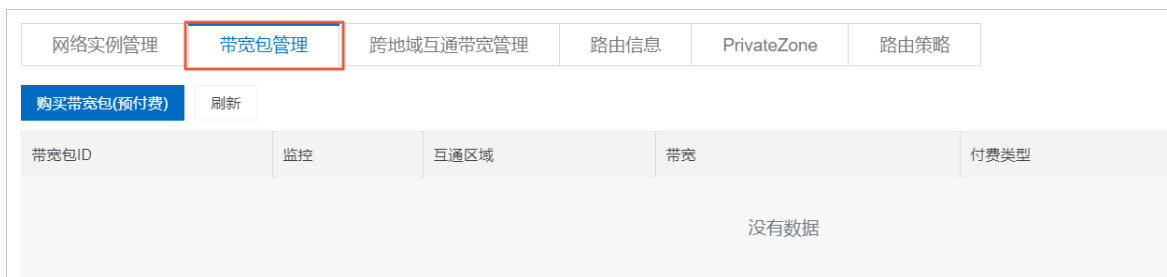 网络实例管理 带宽包管理 跨地域互通带宽管理 路由信息 PrivateZone 路由策略
购买带宽包(预付费) 刷新
带宽包ID 监控 互通区域 带宽 付费类型
没有数据